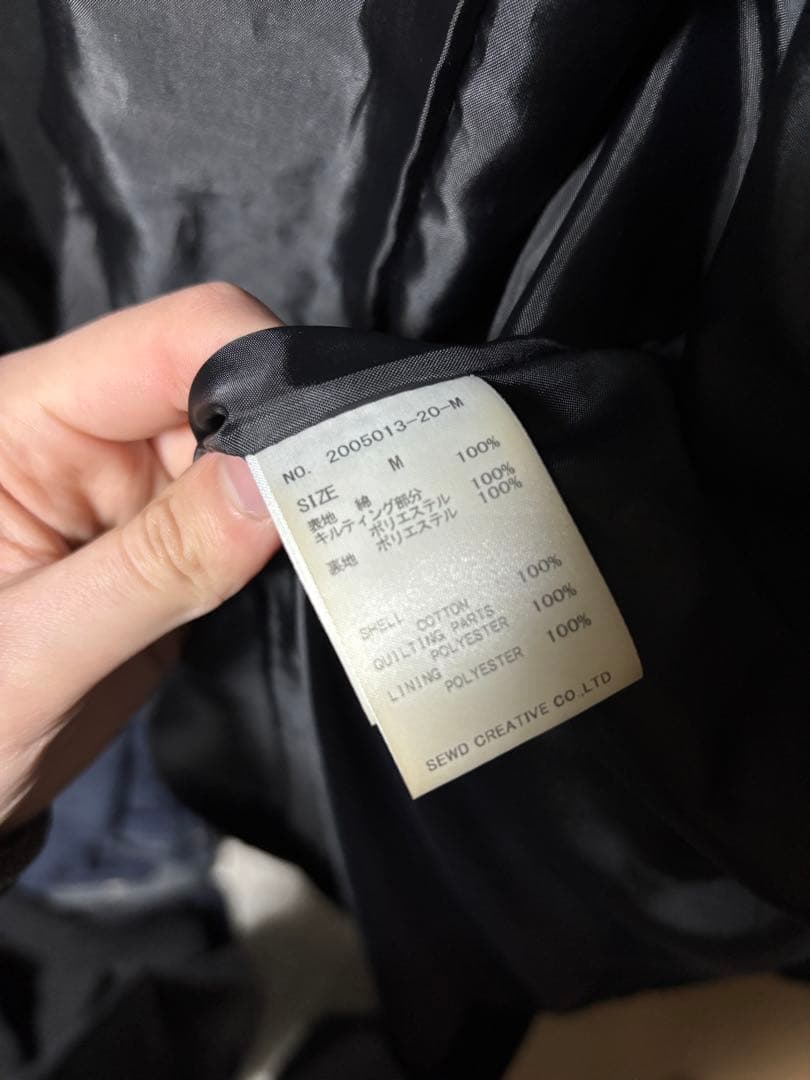 NO. 2005013-20-M
SIZE M
表地 綿 100%
キルティング部分
ポリエステル 100%
裏地 ポリエステル 100%
SHELL COTTON 100%
QUILTING PARTS
POLYESTER 100%
LINING POLYESTER 100%
SEWD CREATIVE CO.,LTD